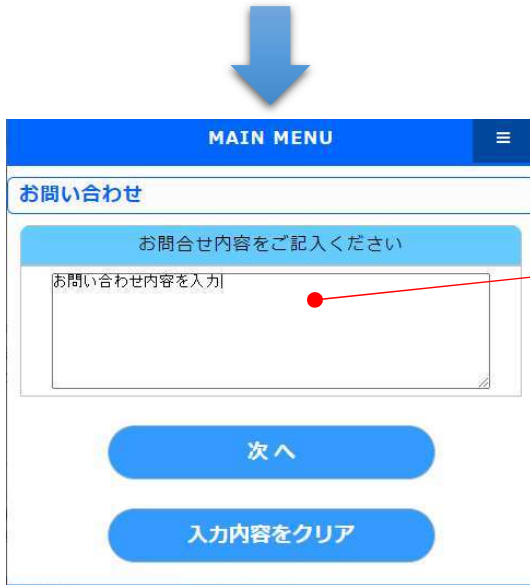 MAIN MENU
お問い合わせ
お問合せ内容をご記入ください
お問い合わせ内容を入力
次 へ
入力内容をクリア